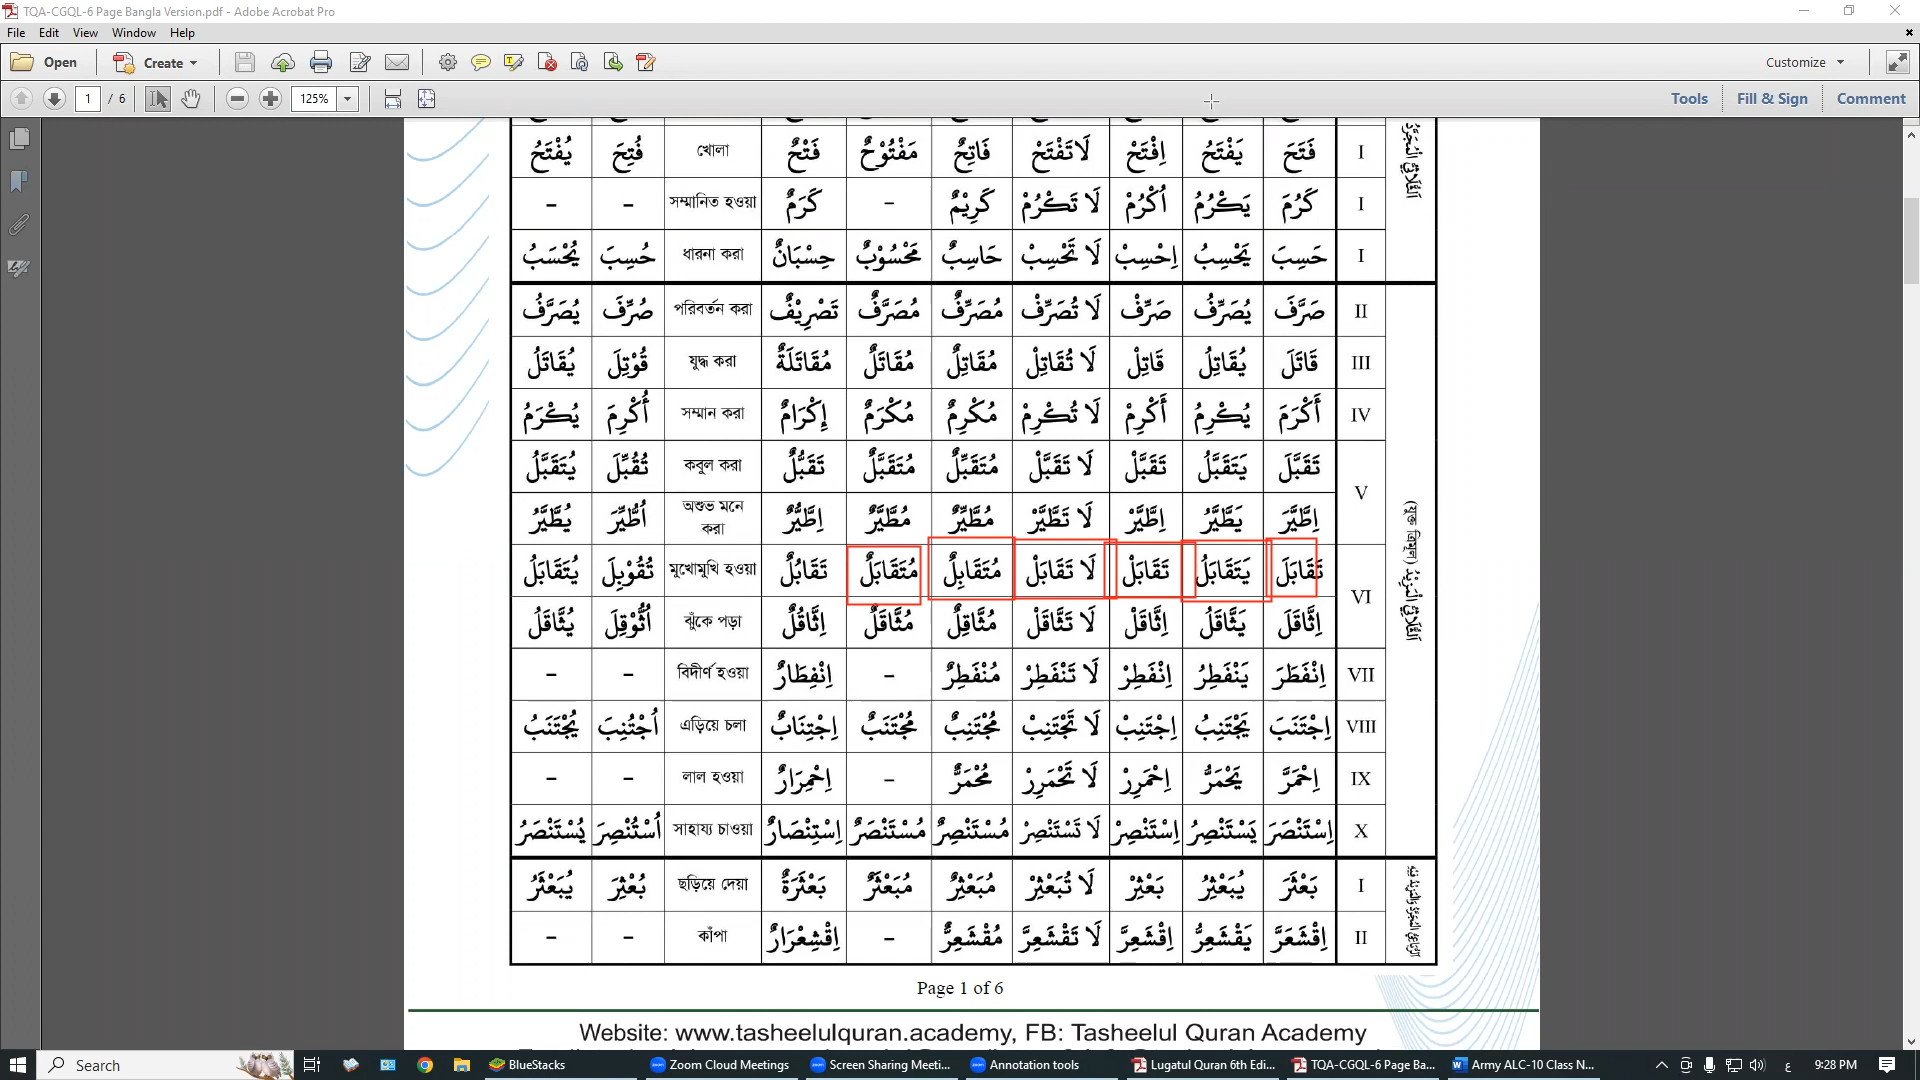 TQA-CGQL-6 Page Bangla Version.pdf - Adobe Acrobat Pro
File Edit View Window Help
Open Create Customize
1 / 6 125% Tools Fill & Sign Comment
I فَتَحَ يَفْتَحُ اِفْتَحْ لَا تَفْتَحْ فَاتِحٌ مَفْتُوْحٌ فَتْحٌ খোলা فُتِحَ يُفْتَحُ
I كَرُمَ يَكْرُمُ اُكْرُمْ لَا تَكْرُمْ كَرِيْمٌ – كَرَمٌ সম্মানিত হওয়া – –
I حَسِبَ يَحْسِبُ اِحْسِبْ لَا تَحْسِبْ حَاسِبٌ مَحْسُوْبٌ حِسْبَانٌ ধারনা করা حُسِبَ يُحْسَبُ
II صَرَّفَ يُصَرِّفُ صَرِّفْ لَا تُصَرِّفْ مُصَرِّفٌ مُصَرَّفٌ تَصْرِيْفٌ পরিবর্তন করা صُرِّفَ يُصَرَّفُ
III قَاتَلَ يُقَاتِلُ قَاتِلْ لَا تُقَاتِلْ مُقَاتِلٌ مُقَاتَلٌ مُقَاتَلَةٌ যুদ্ধ করা قُوْتِلَ يُقَاتَلُ
IV أَكْرَمَ يُكْرِمُ أَكْرِمْ لَا تُكْرِمْ مُكْرِمٌ مُكْرَمٌ إِكْرَامٌ সম্মান করা أُكْرِمَ يُكْرَمُ
V تَقَبَّلَ يَتَقَبَّلُ تَقَبَّلْ لَا تَقَبَّلْ مُتَقَبِّلٌ مُتَقَبَّلٌ تَقَبُّلٌ কবুল করা تُقُبِّلَ يُتَقَبَّلُ
اِطَّيَّرَ يَطَّيَّرُ اِطَّيَّرْ لَا تَطَّيَّرْ مُطَّيِّرٌ مُطَّيَّرٌ اِطَّيُّرٌ অশুভ মনে করা اُطُّيِّرَ يُطَّيَّرُ
VI تَقَابَلَ يَتَقَابَلُ تَقَابَلْ لَا تَقَابَلْ مُتَقَابِلٌ مُتَقَابَلٌ تَقَابُلٌ মুখোমুখি হওয়া تُقُوْبِلَ يُتَقَابَلُ
اِثَّاقَلَ يَثَّاقَلُ اِثَّاقَلْ لَا تَثَّاقَلْ مُثَّاقِلٌ مُثَّاقَلٌ اِثَّاقُلٌ ঝুঁকে পড়া اُثُّوْقِلَ يُثَّاقَلُ
VII اِنْفَطَرَ يَنْفَطِرُ اِنْفَطِرْ لَا تَنْفَطِرْ مُنْفَطِرٌ – اِنْفِطَارٌ বিদীর্ণ হওয়া – –
VIII اِجْتَنَبَ يَجْتَنِبُ اِجْتَنِبْ لَا تَجْتَنِبْ مُجْتَنِبٌ مُجْتَنَبٌ اِجْتِنَابٌ এড়িয়ে চলা اُجْتُنِبَ يُجْتَنَبُ
IX اِحْمَرَّ يَحْمَرُّ اِحْمَرِرْ لَا تَحْمَرِرْ مُحْمَرٌّ – اِحْمِرَارٌ লাল হওয়া – –
X اِسْتَنْصَرَ يَسْتَنْصِرُ اِسْتَنْصِرْ لَا تَسْتَنْصِرْ مُسْتَنْصِرٌ مُسْتَنْصَرٌ اِسْتِنْصَارٌ সাহায্য চাওয়া اُسْتُنْصِرَ يُسْتَنْصَرُ
I بَعْثَرَ يُبَعْثِرُ بَعْثِرْ لَا تُبَعْثِرْ مُبَعْثِرٌ مُبَعْثَرٌ بَعْثَرَةٌ ছড়িয়ে দেয়া بُعْثِرَ يُبَعْثَرُ
II اِقْشَعَرَّ يَقْشَعِرُّ اِقْشَعِرَّ لَا تَقْشَعِرَّ مُقْشَعِرٌّ – اِقْشِعْرَارٌ কাঁপা – –
اَلثُّلَاثِيُّ الْمُجَرَّدُ
اَلثُّلَاثِيُّ الْمَزِيْدُ (যুক্ত ত্রিমূল)
Page 1 of 6
Website: www.tasheelulquran.academy, FB: Tasheelul Quran Academy
Search BlueStacks Zoom Cloud Meetings Screen Sharing Meeti... Annotation tools Lugatul Quran 6th Edi... TQA-CGQL-6 Page Ba... Army ALC-10 Class N... ع 9:28 PM